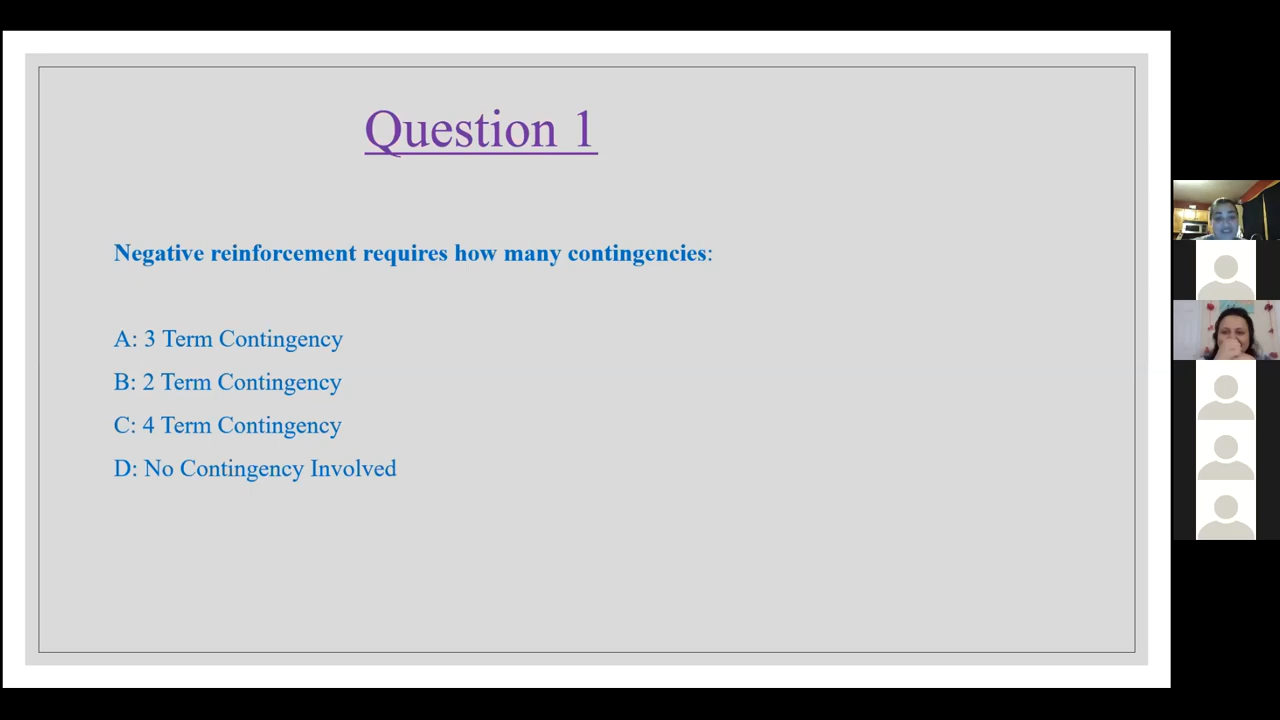 Question 1
Negative reinforcement requires how many contingencies:
A: 3 Term Contingency
B: 2 Term Contingency
C: 4 Term Contingency
D: No Contingency Involved